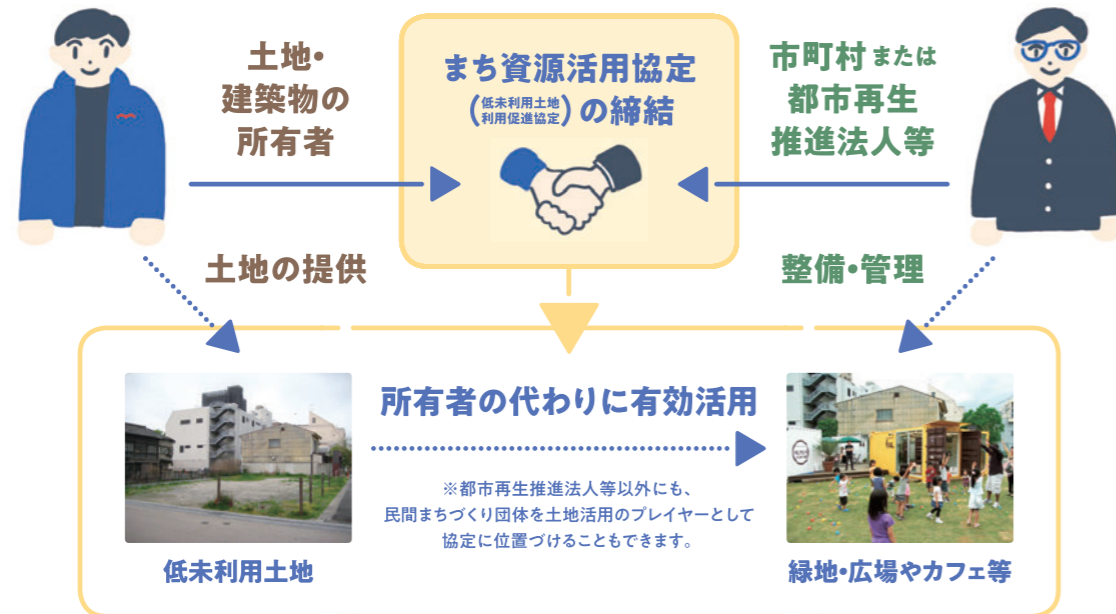 土地・
建築物の
所有者
まち資源活用協定
(低未利用土地
利用促進協定)の締結
市町村または
都市再生
推進法人等
土地の提供
整備・管理
所有者の代わりに有効活用
※都市再生推進法人等以外にも、
民間まちづくり団体を土地活用のプレイヤーとして
協定に位置づけることもできます。
低未利用土地
緑地・広場やカフェ等